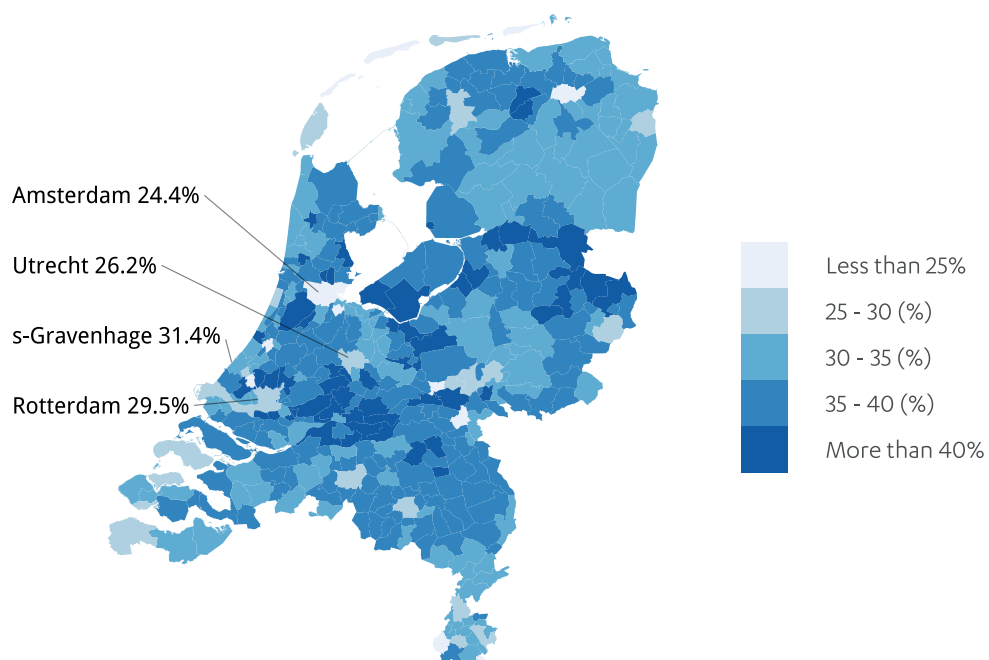 Amsterdam 24.4%
Utrecht 26.2%
s-Gravenhage 31.4%
Rotterdam 29.5%
Less than 25%
25 - 30 (%)
30 - 35 (%)
35 - 40 (%)
More than 40%